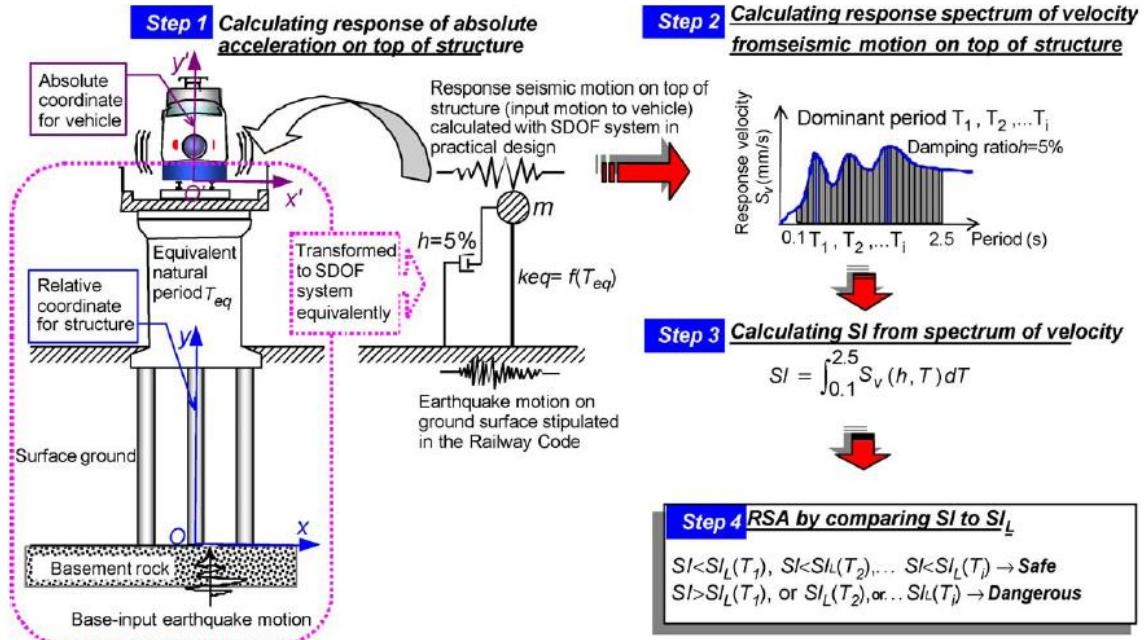 Step 1
Calculating response of absolute
acceleration on top of structure
y'
Absolute
coordinate
for vehicle
O'
x'
Response seismic motion on top of
structure (input motion to vehicle)
calculated with SDOF system in
practical design
m
h=5%
keq= f(Teq)
Transformed
to SDOF
system
equivalently
Equivalent
natural
period Teq
Relative
coordinate
for structure
y
Earthquake motion on
ground surface stipulated
in the Railway Code
Surface ground
O
x
Basement rock
Base-input earthquake motion
Step 2
Calculating response spectrum of velocity
fromseismic motion on top of structure
Dominant period T1 , T2 ,...Ti
Damping ratioh=5%
Response velocity
Sv (mm/s)
0.1 T1 , T2 ,...Ti 2.5 Period (s)
Step 3
Calculating SI from spectrum of velocity
SI = ∫0.1 2.5 Sv (h, T) dT
Step 4
RSA by comparing SI to SIL
SI<SIL(T1), SI<SIL(T2),... SI<SIL(Ti) → Safe
SI>SIL(T1), or SIL(T2), or... SIL(Ti) → Dangerous